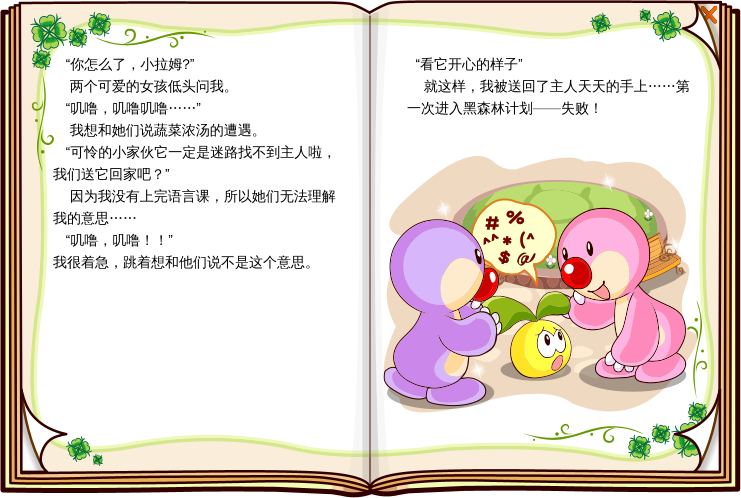 “你怎么了，小拉姆?”
两个可爱的女孩低头问我。
“叽噜，叽噜叽噜……”
我想和她们说蔬菜浓汤的遭遇。
“可怜的小家伙它一定是迷路找不到主人啦，
我们送它回家吧？”
因为我没有上完语言课，所以她们无法理解
我的意思……
“叽噜，叽噜！！”
我很着急，跳着想和他们说不是这个意思。
“看它开心的样子”
就这样，我被送回了主人天天的手上……第
一次进入黑森林计划——失败！
# %
^^ * (^
$ @